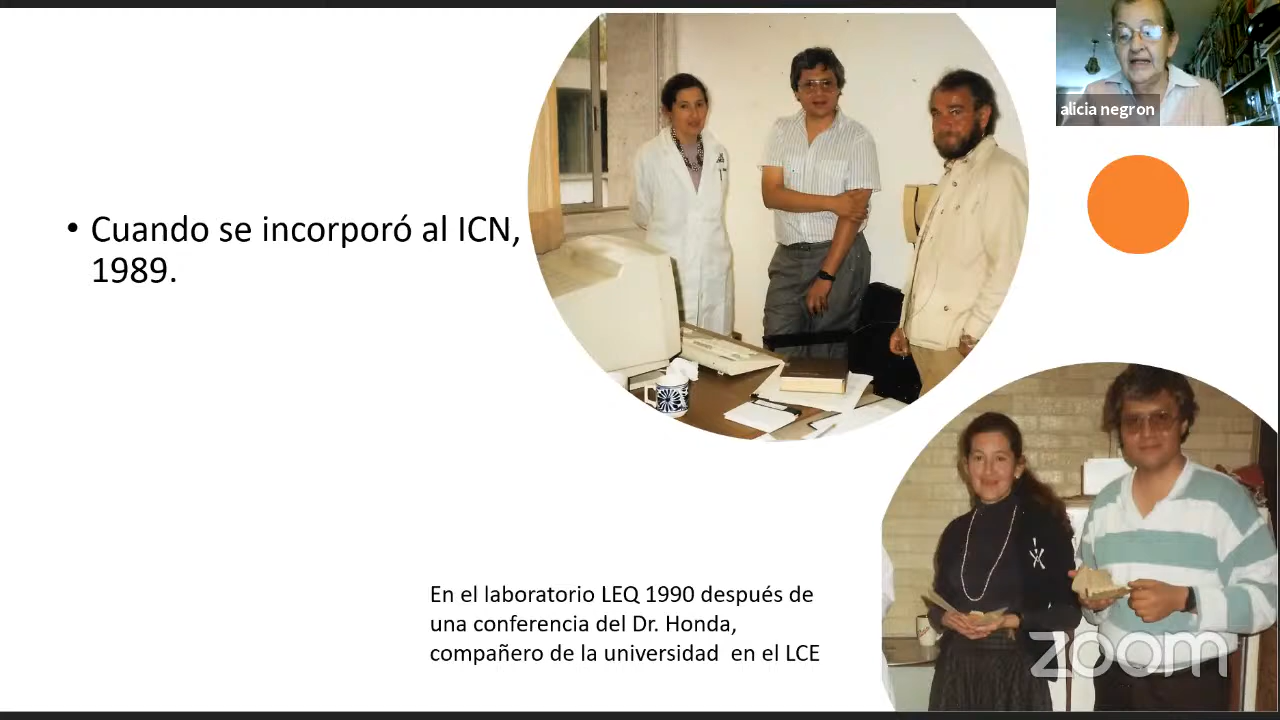 alicia negron
• Cuando se incorporó al ICN,
1989.
En el laboratorio LEQ 1990 después de
una conferencia del Dr. Honda,
compañero de la universidad en el LCE
zoom